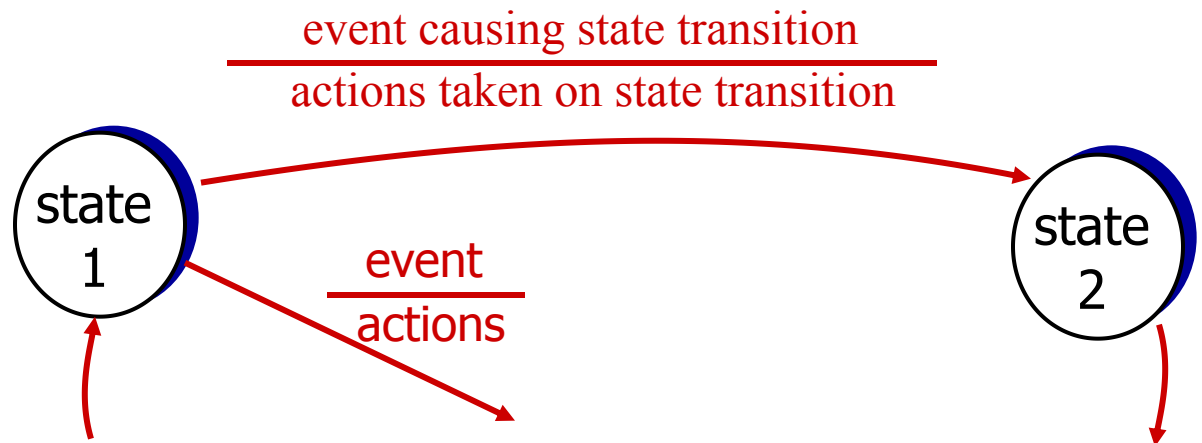 event causing state transition
actions taken on state transition
state
1
event
actions
state
2